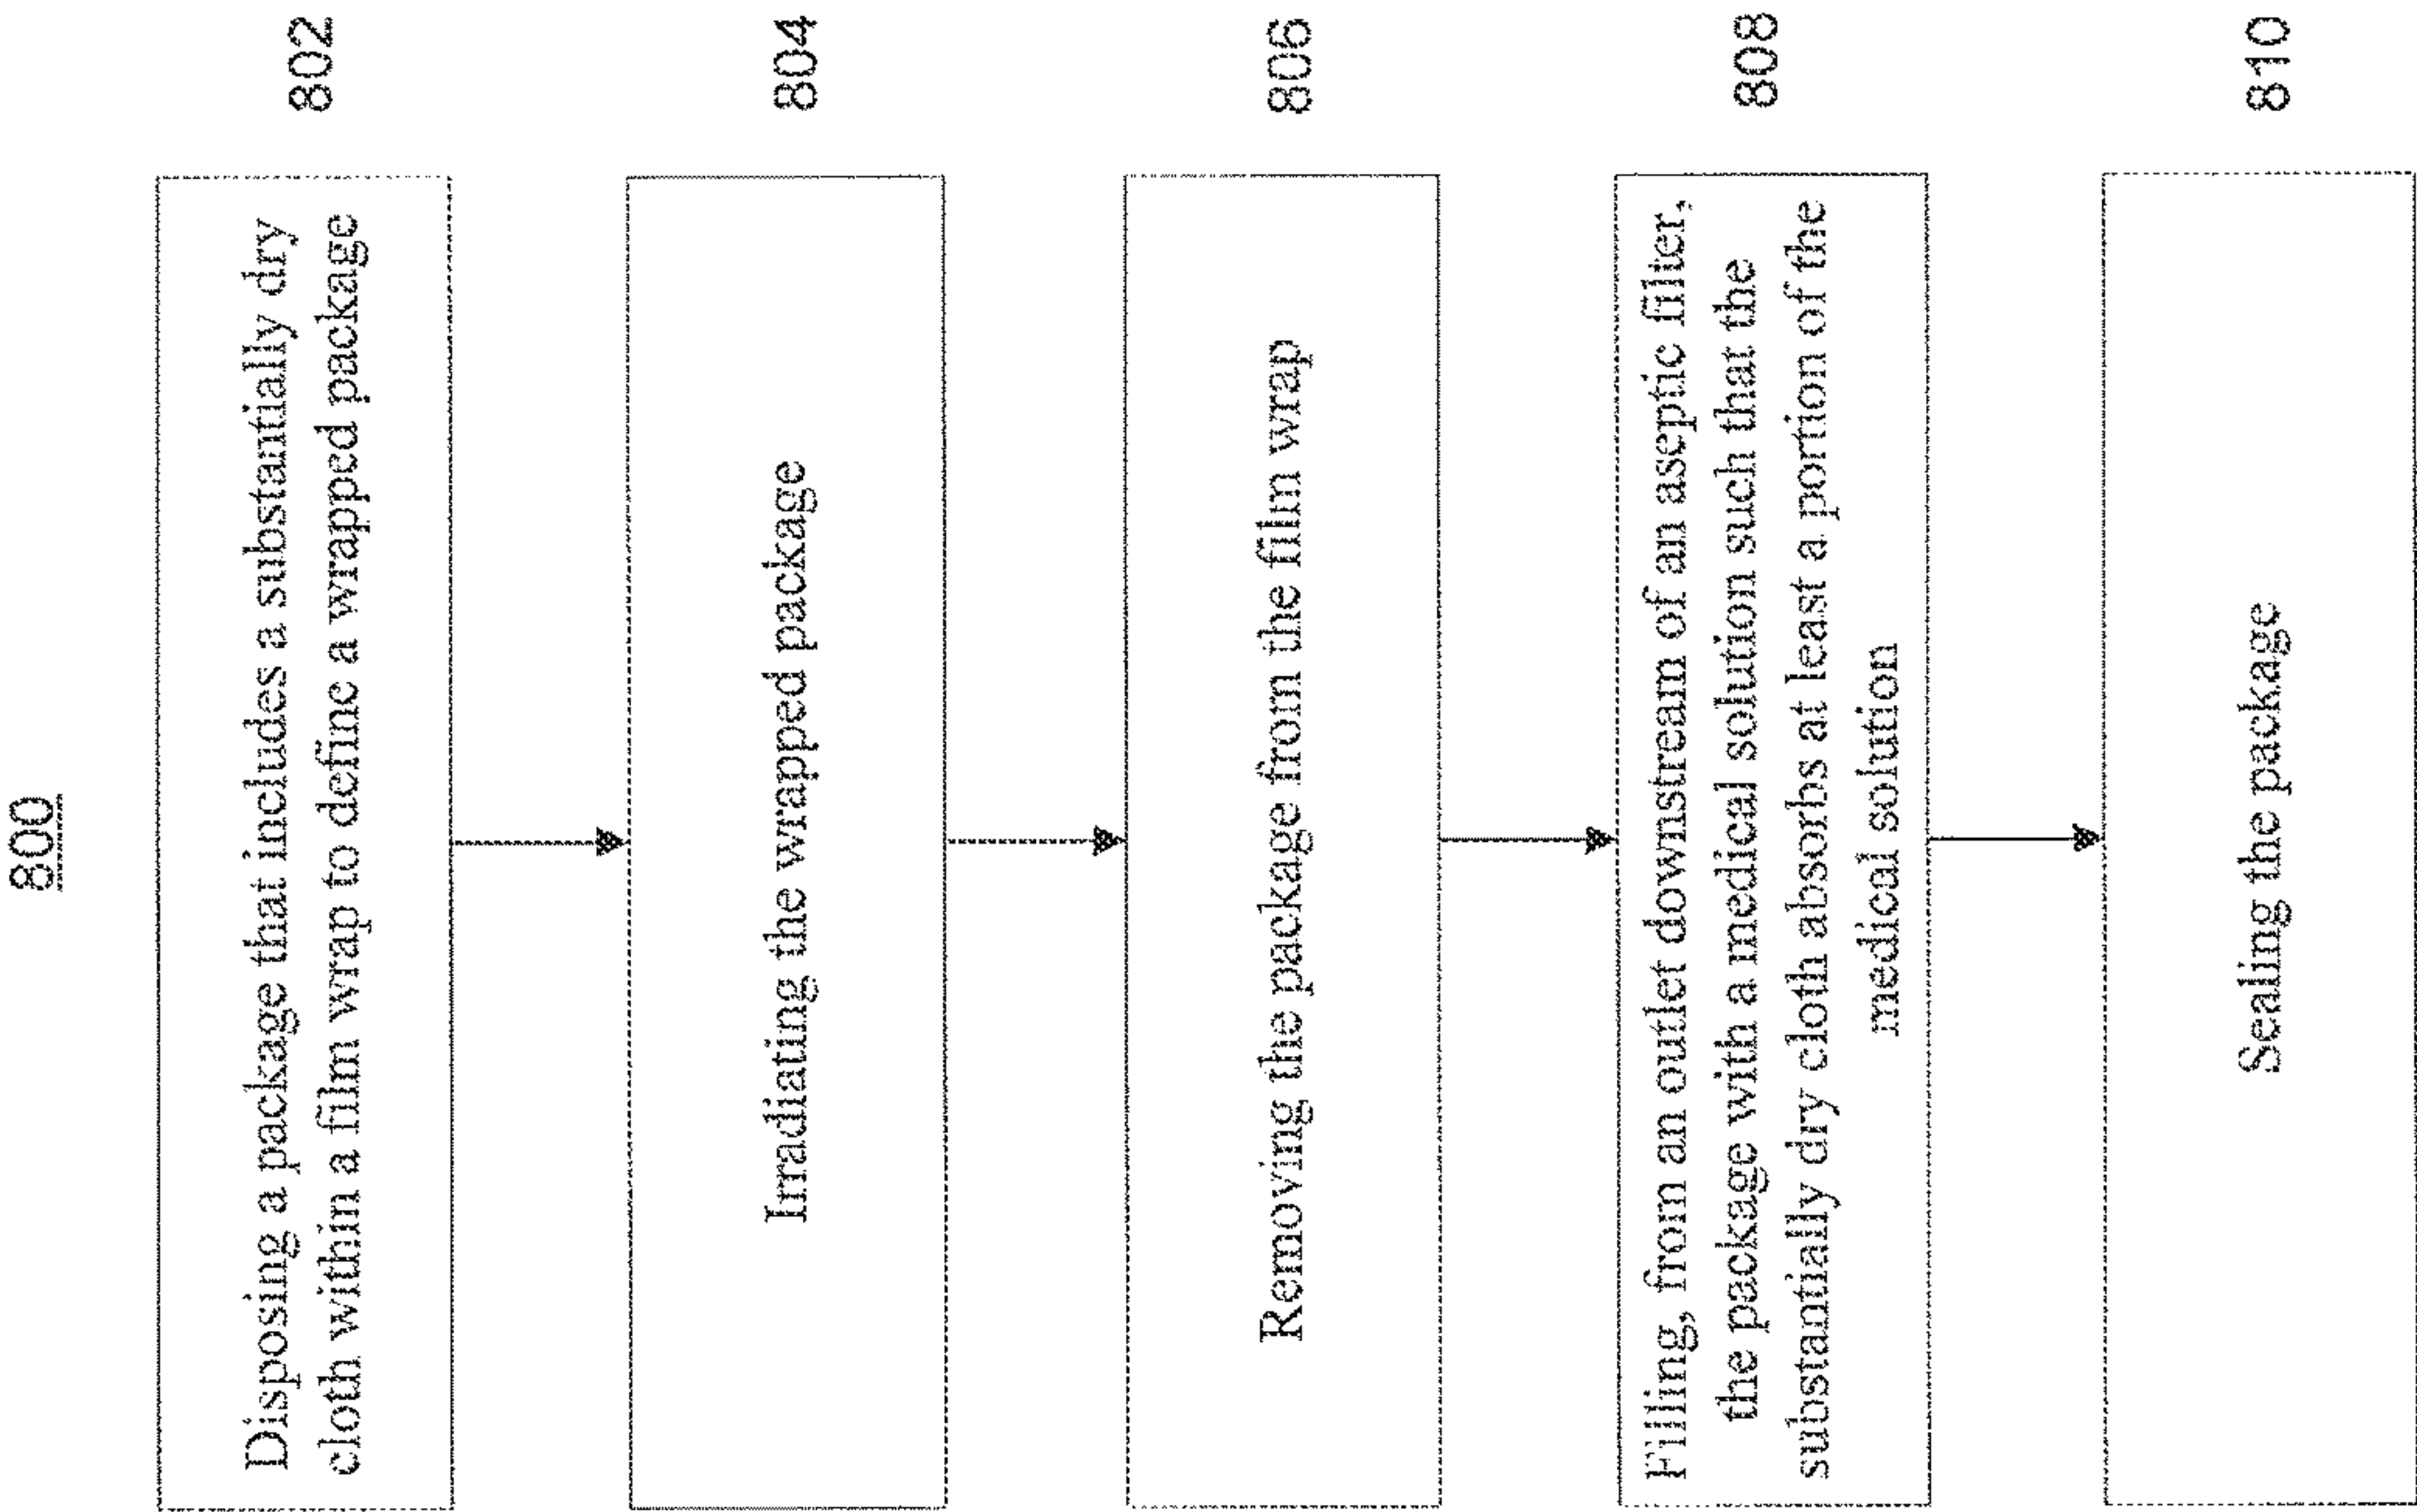 800
Disposing a package that includes a substantially dry
cloth within a film wrap to define a wrapped package
802
Irradiating the wrapped package
804
Removing the package from the film wrap
806
Filling, from an outlet downstream of an aseptic filter,
the package with a medical solution such that the
substantially dry cloth absorbs at least a portion of the
medical solution
808
Sealing the package
810